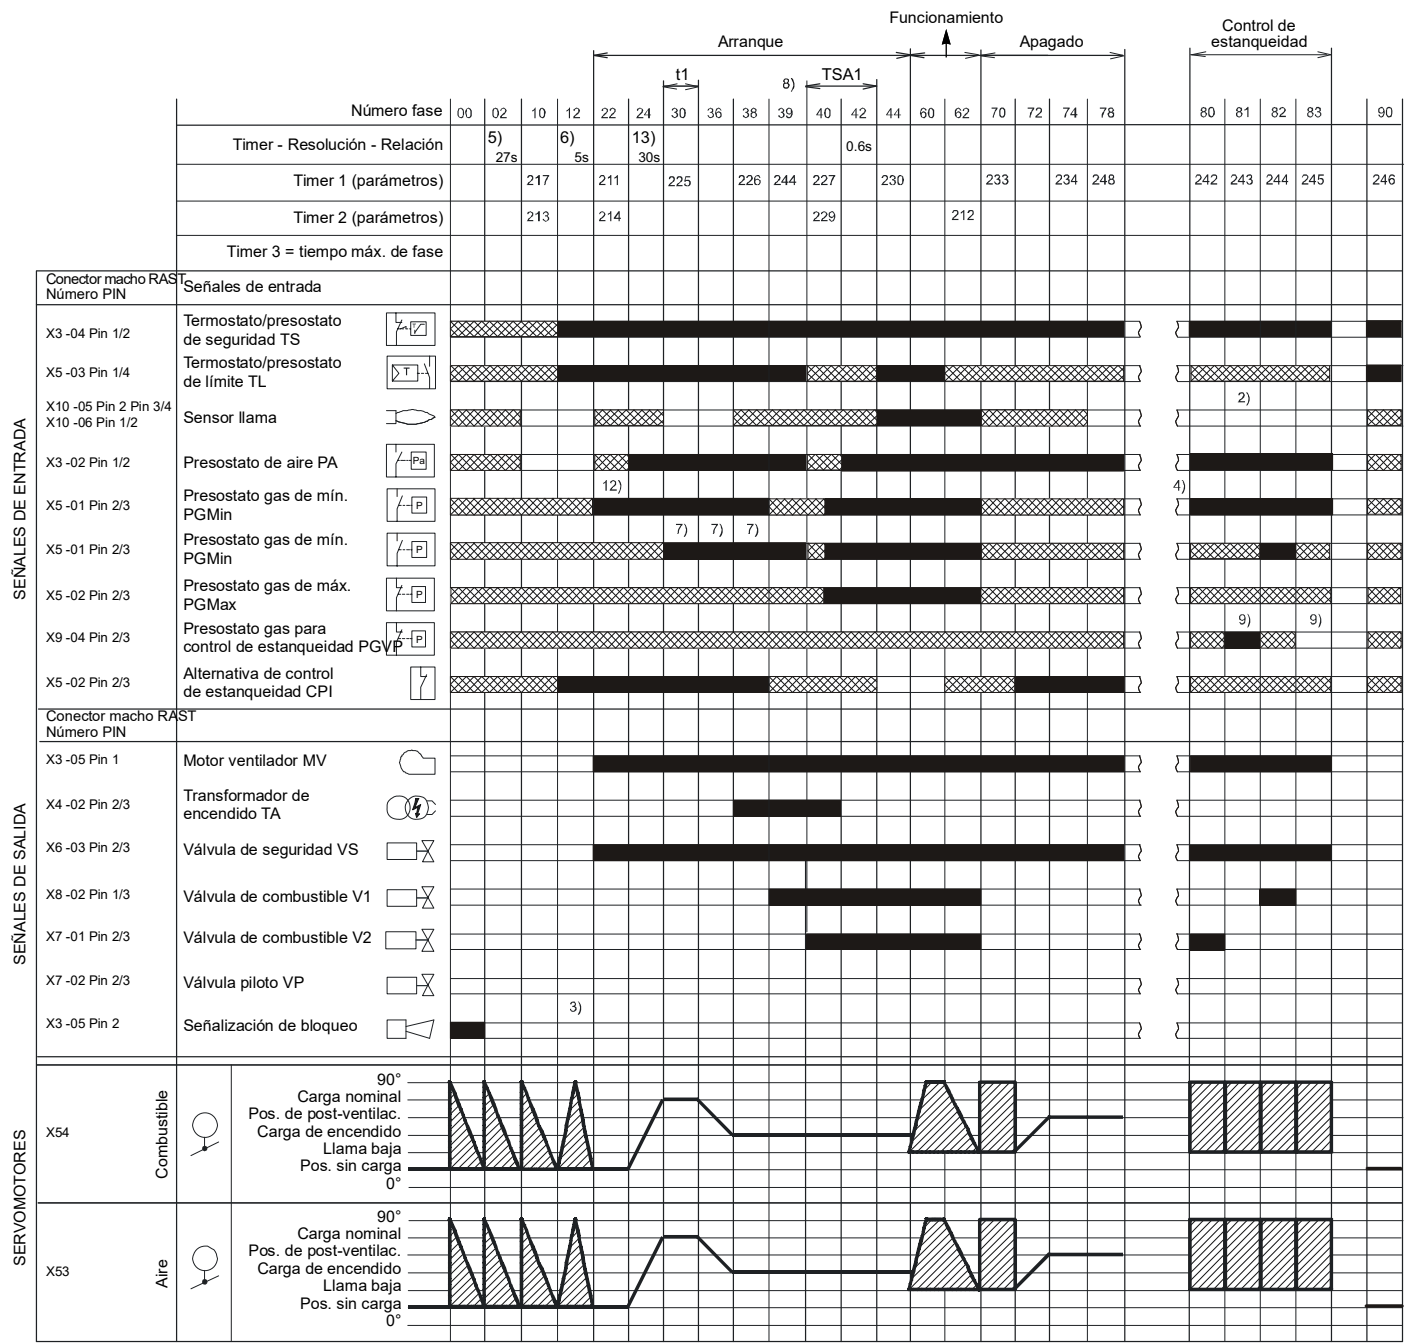 Funcionamiento
Arranque
Apagado
Control de
estanqueidad
t1
8)
TSA1
Número fase 00 02 10 12 22 24 30 36 38 39 40 42 44 60 62 70 72 74 78 80 81 82 83 90
Timer - Resolución - Relación 5) 27s 6) 5s 13) 30s 0.6s
Timer 1 (parámetros) 217 211 225 226 244 227 230 233 234 248 242 243 244 245 246
Timer 2 (parámetros) 213 214 229 212
Timer 3 = tiempo máx. de fase
SEÑALES DE ENTRADA
Conector macho RAST
Número PIN
Señales de entrada
X3 -04 Pin 1/2
Termostato/presostato
de seguridad TS
X5 -03 Pin 1/4
Termostato/presostato
de límite TL
T
2)
X10 -05 Pin 2 Pin 3/4
X10 -06 Pin 1/2
Sensor llama
X3 -02 Pin 1/2
Presostato de aire PA
Pa
12)
4)
X5 -01 Pin 2/3
Presostato gas de mín.
PGMin
P
7) 7) 7)
X5 -01 Pin 2/3
Presostato gas de mín.
PGMin
P
X5 -02 Pin 2/3
Presostato gas de máx.
PGMax
P
9) 9)
X9 -04 Pin 2/3
Presostato gas para
control de estanqueidad PGVP
P
X5 -02 Pin 2/3
Alternativa de control
de estanqueidad CPI
SEÑALES DE SALIDA
Conector macho RAST
Número PIN
X3 -05 Pin 1
Motor ventilador MV
X4 -02 Pin 2/3
Transformador de
encendido TA
X6 -03 Pin 2/3
Válvula de seguridad VS
X8 -02 Pin 1/3
Válvula de combustible V1
X7 -01 Pin 2/3
Válvula de combustible V2
X7 -02 Pin 2/3
Válvula piloto VP
3)
X3 -05 Pin 2
Señalización de bloqueo
SERVOMOTORES
X54
Combustible
90°
Carga nominal
Pos. de post-ventilac.
Carga de encendido
Llama baja
Pos. sin carga
0°
X53
Aire
90°
Carga nominal
Pos. de post-ventilac.
Carga de encendido
Llama baja
Pos. sin carga
0°